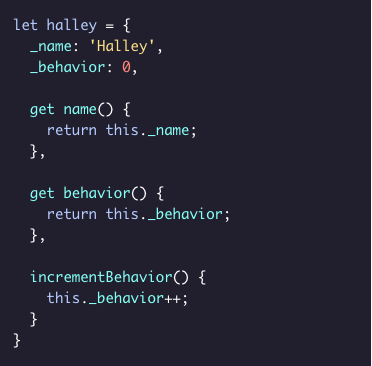 let halley = {
  _name: 'Halley',
  _behavior: 0,

  get name() {
    return this._name;
  },

  get behavior() {
    return this._behavior;
  },

  incrementBehavior() {
    this._behavior++;
  }
}